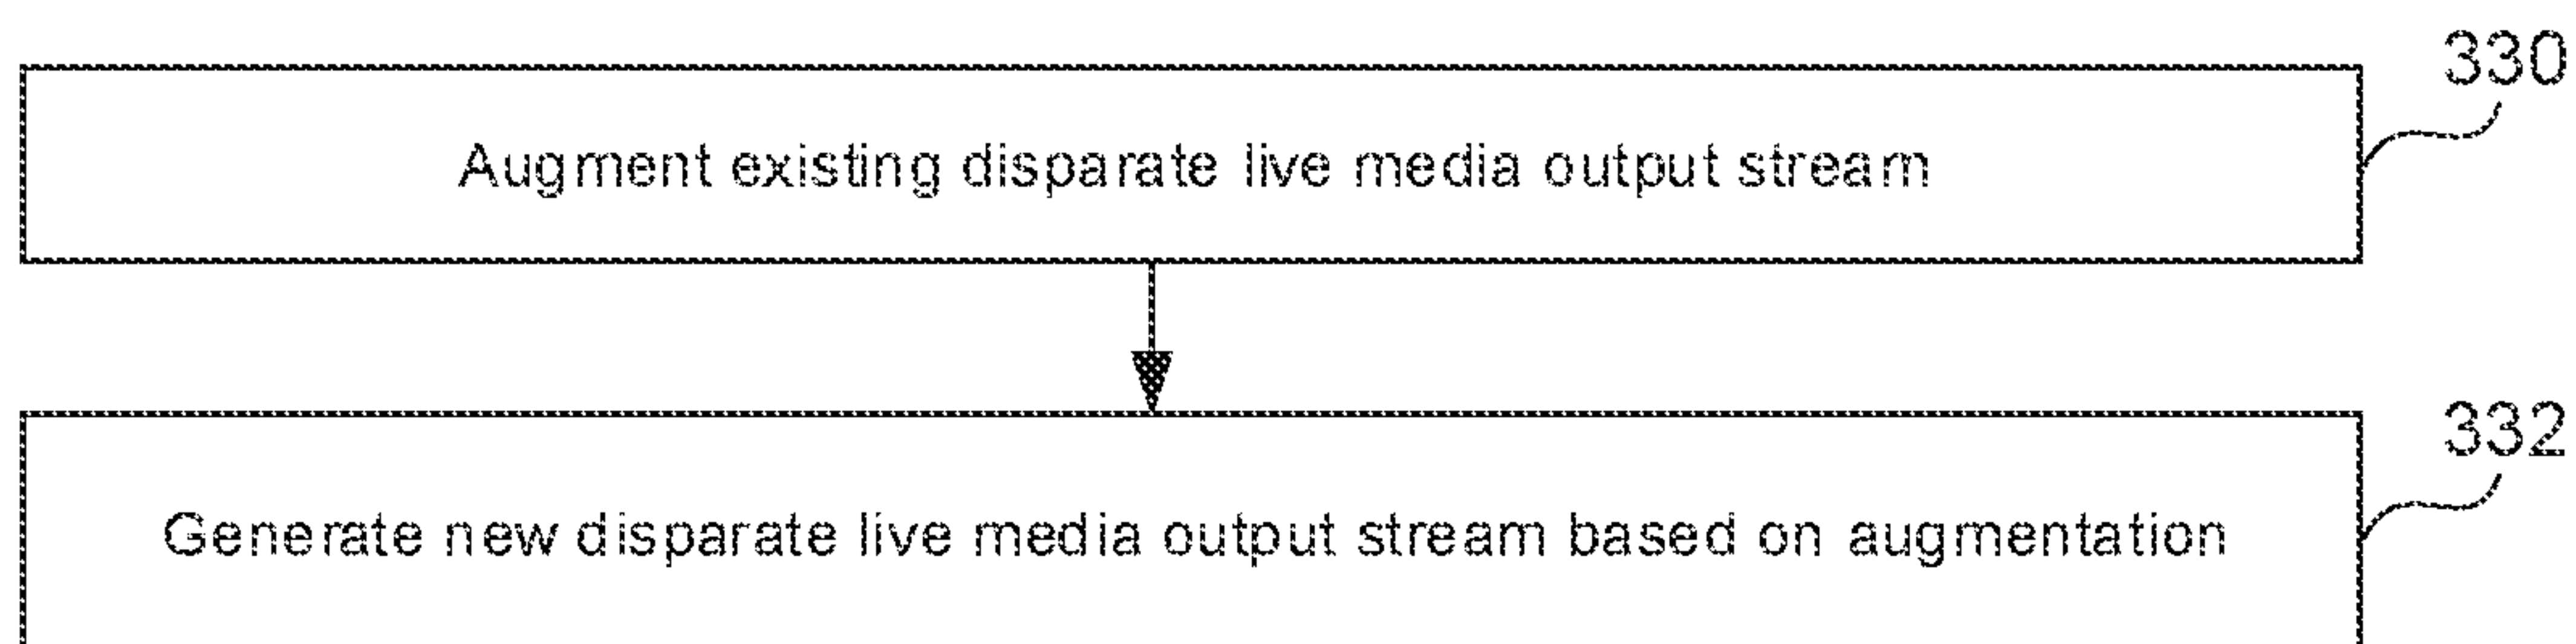 330
Augment existing disparate live media output stream
332
Generate new disparate live media output stream based on augmentation